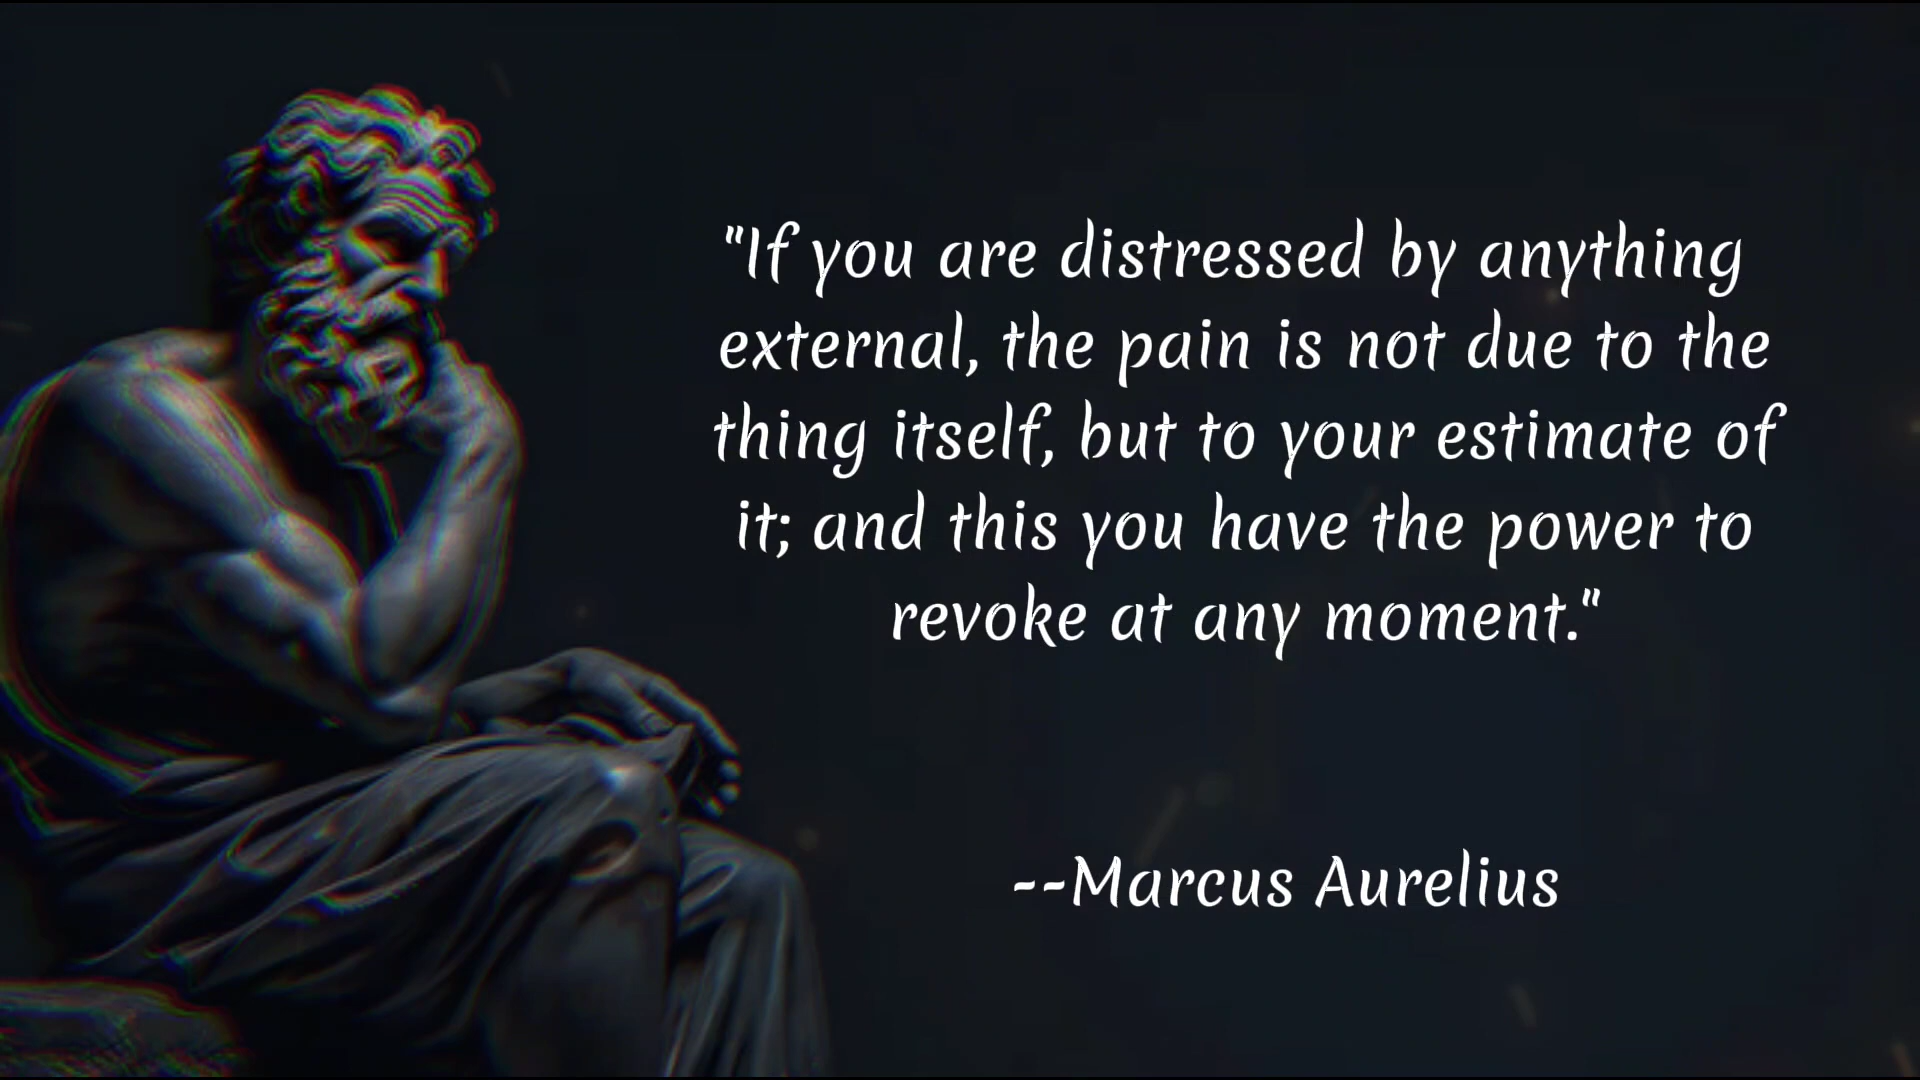 "If you are distressed by anything
external, the pain is not due to the
thing itself, but to your estimate of
it; and this you have the power to
revoke at any moment."
--Marcus Aurelius